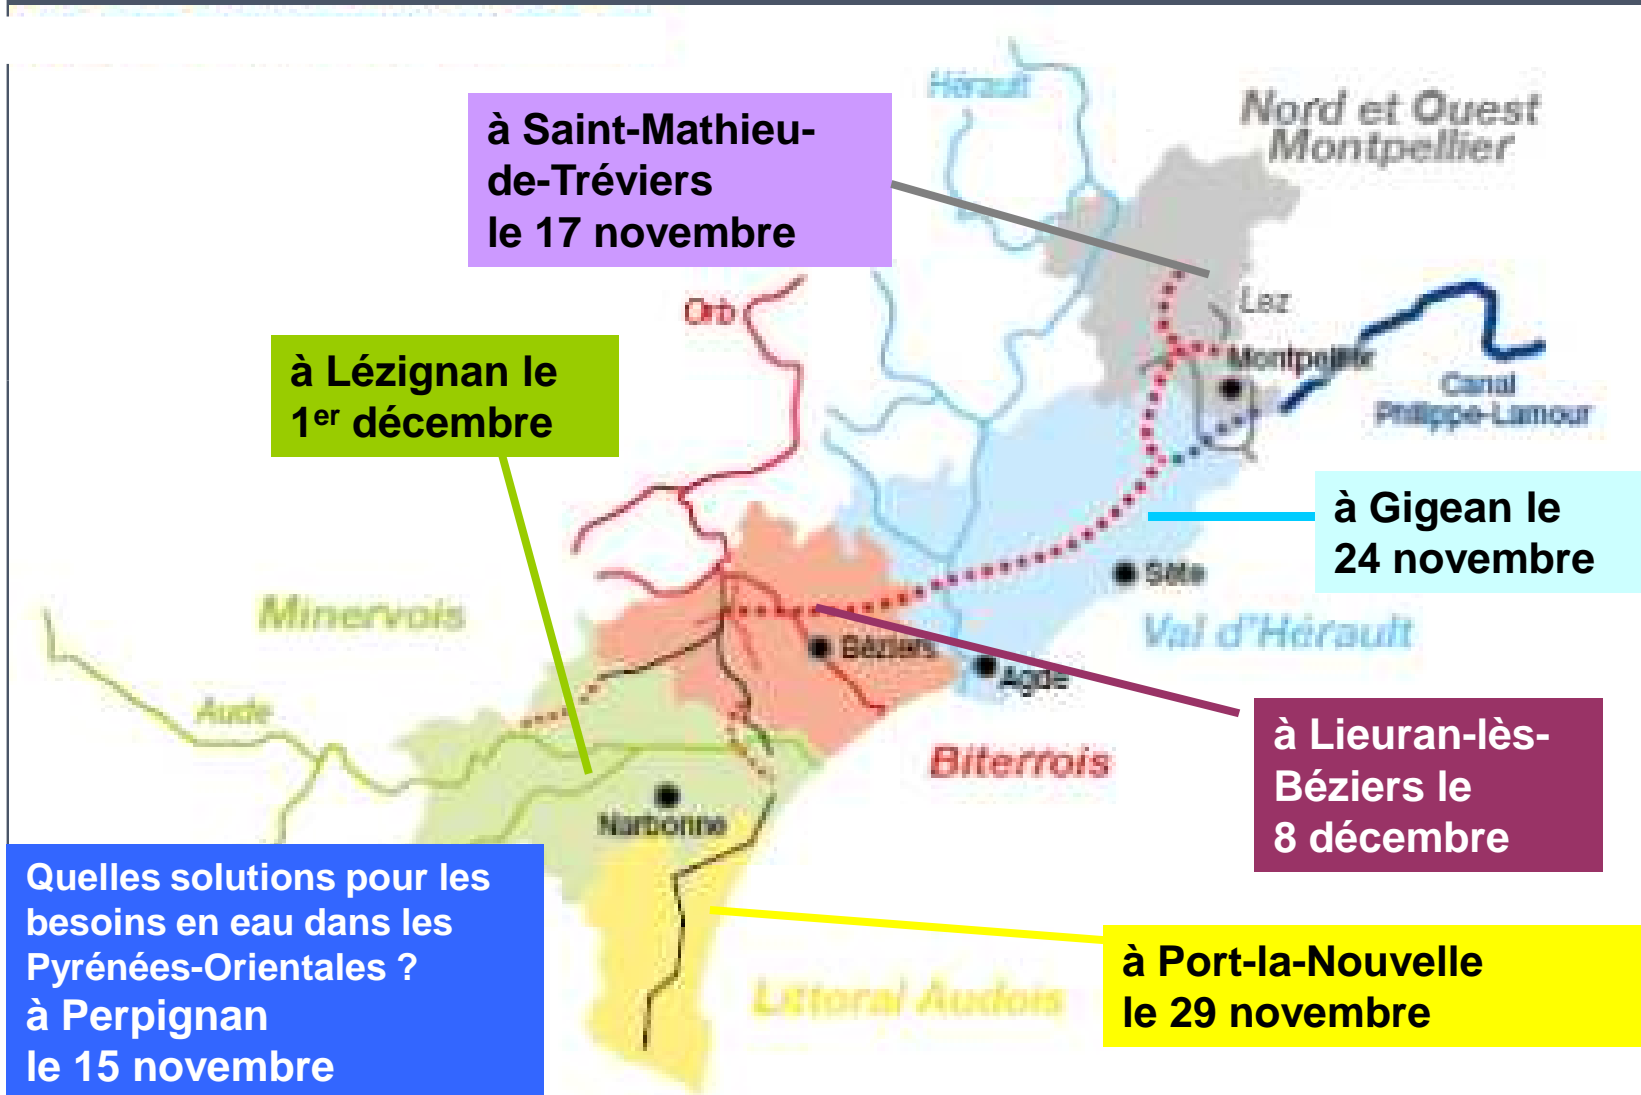 Hérault
Nord et Ouest
Montpellier
à Saint-Mathieu-
de-Tréviers
le 17 novembre
Orb
Lez
à Lézignan le
1er décembre
Montpellier
Canal
Philippe-Lamour
à Gigean le
24 novembre
Sète
Minervois
Val d'Hérault
Béziers
Agde
Aude
à Lieuran-lès-
Béziers le
8 décembre
Biterrois
Narbonne
Quelles solutions pour les
besoins en eau dans les
Pyrénées-Orientales ?
à Perpignan
le 15 novembre
Littoral Audois
à Port-la-Nouvelle
le 29 novembre